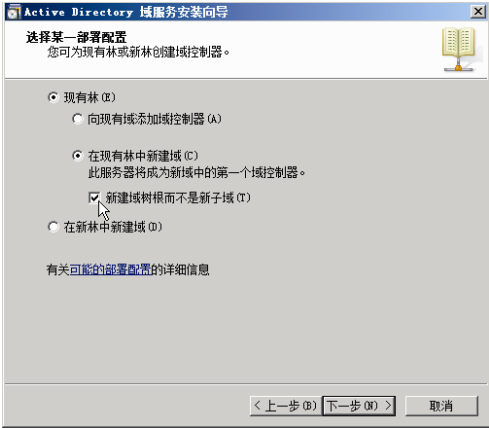 Active Directory 域服务安装向导
选择某一部署配置
您可为现有林或新林创建域控制器。
现有林(E)
向现有域添加域控制器(A)
在现有林中新建域(C)
此服务器将成为新域中的第一个域控制器。
新建域树根而不是新子域(T)
在新林中新建域(D)
有关可能的部署配置的详细信息
< 上一步(B)
下一步(N) >
取消